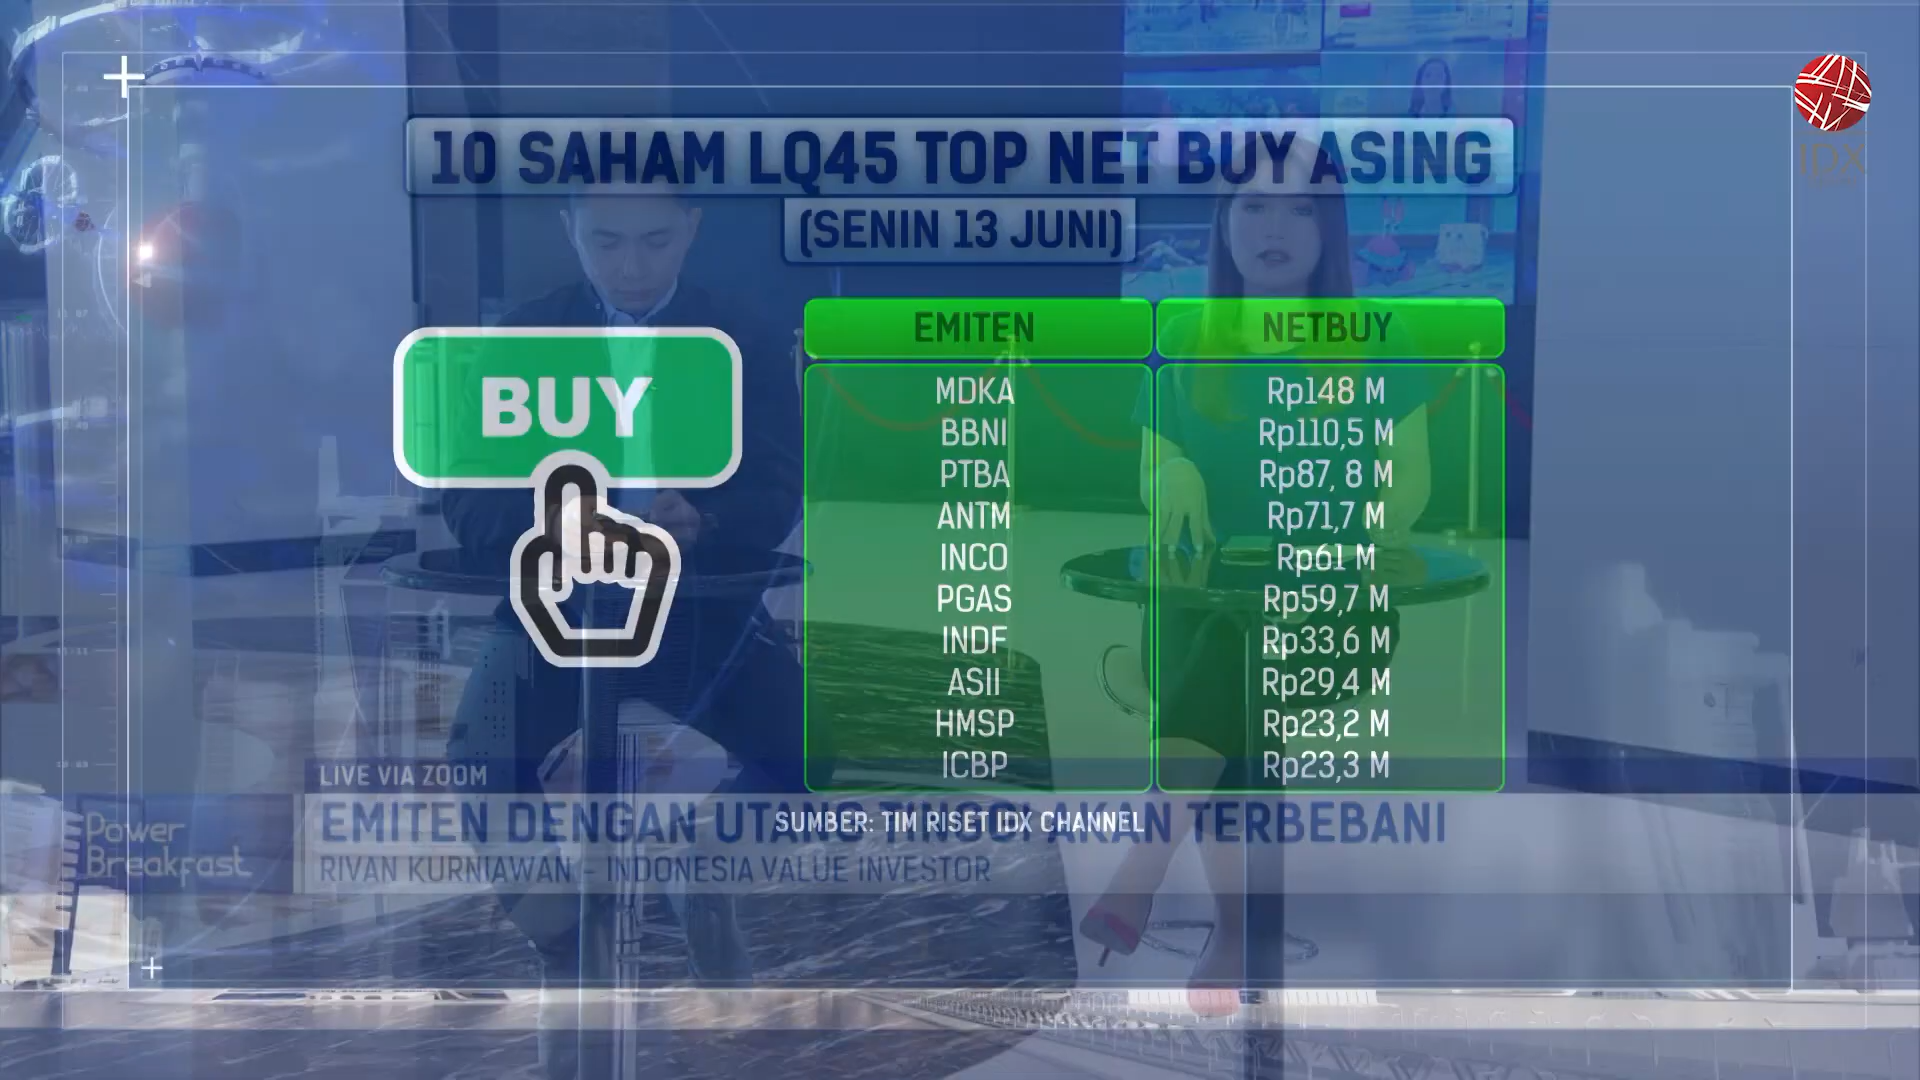 IDX
10 SAHAM LQ45 TOP NET BUY ASING
(SENIN 13 JUNI)
BUY
EMITEN NETBUY
MDKA Rp148 M
BBNI Rp110,5 M
PTBA Rp87, 8 M
ANTM Rp71,7 M
INCO Rp61 M
PGAS Rp59,7 M
INDF Rp33,6 M
ASII Rp29,4 M
HMSP Rp23,2 M
ICBP Rp23,3 M
SUMBER: TIM RISET IDX CHANNEL
LIVE VIA ZOOM
EMITEN DENGAN UTANG TINGGI AKAN TERBEBANI
RIVAN KURNIAWAN - INDONESIA VALUE INVESTOR
Power
Breakfast